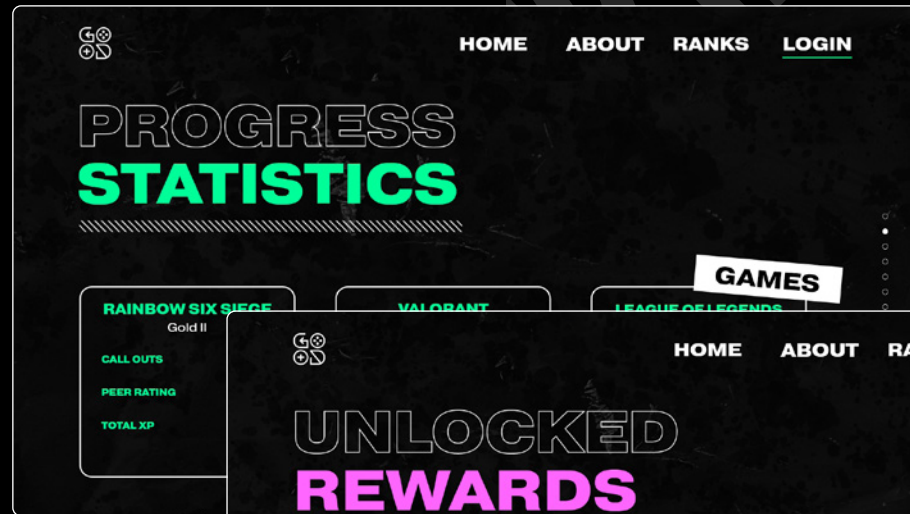 HOME ABOUT RANKS LOGIN
PROGRESS
STATISTICS
GAMES
RAINBOW SIX SIEGE
Gold II
CALL OUTS
PEER RATING
TOTAL XP
VALORANT
LEAGUE OF LEGENDS
HOME ABOUT RA
UNLOCKED
REWARDS